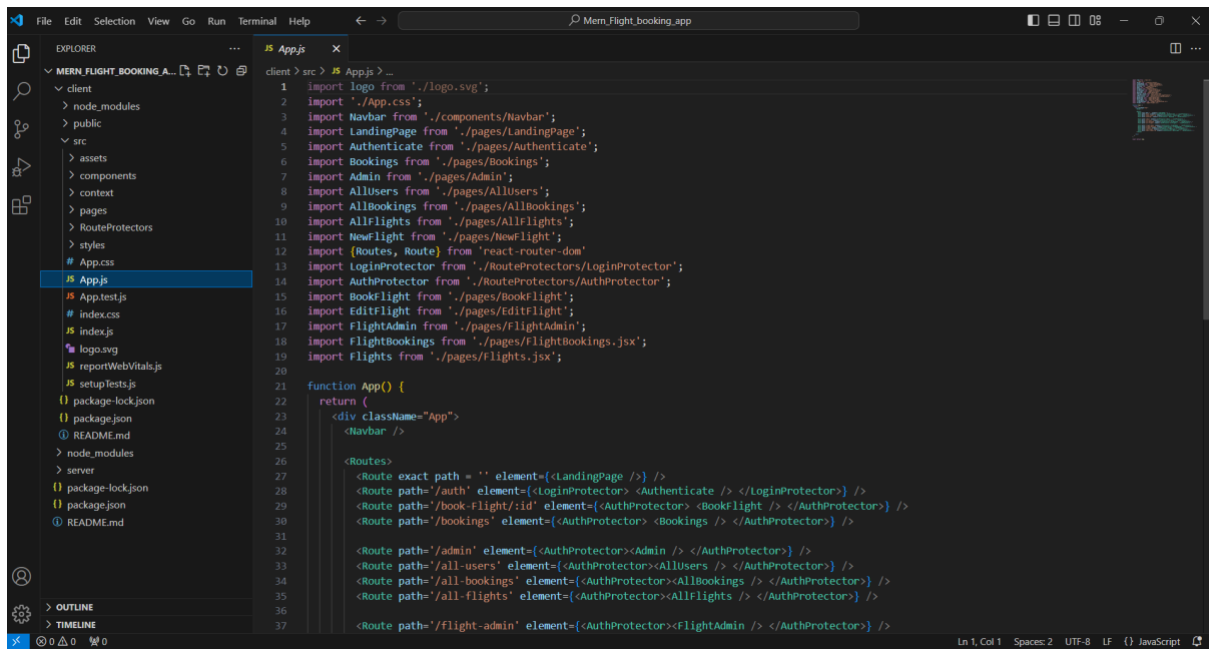 File Edit Selection View Go Run Terminal Help
Mern_Flight_booking_app
EXPLORER
MERN_FLIGHT_BOOKING_A...
client
node_modules
public
src
assets
components
context
pages
RouteProtectors
styles
# App.css
JS App.js
JS App.test.js
# index.css
JS index.js
logo.svg
JS reportWebVitals.js
JS setupTests.js
{} package-lock.json
{} package.json
README.md
node_modules
server
{} package-lock.json
{} package.json
README.md
OUTLINE
TIMELINE
JS App.js
client > src > JS App.js > ...
1 import logo from './logo.svg';
2 import './App.css';
3 import Navbar from './components/Navbar';
4 import LandingPage from './pages/LandingPage';
5 import Authenticate from './pages/Authenticate';
6 import Bookings from './pages/Bookings';
7 import Admin from './pages/Admin';
8 import AllUsers from './pages/AllUsers';
9 import AllBookings from './pages/AllBookings';
10 import AllFlights from './pages/AllFlights';
11 import NewFlight from './pages/NewFlight';
12 import {Routes, Route} from 'react-router-dom'
13 import LoginProtector from './RouteProtectors/LoginProtector';
14 import AuthProtector from './RouteProtectors/AuthProtector';
15 import BookFlight from './pages/BookFlight';
16 import EditFlight from './pages/EditFlight';
17 import FlightAdmin from './pages/FlightAdmin';
18 import FlightBookings from './pages/FlightBookings.jsx';
19 import Flights from './pages/Flights.jsx';
20
21 function App() {
22 return (
23 <div className="App">
24 <Navbar />
25
26 <Routes>
27 <Route exact path = '' element={<LandingPage />} />
28 <Route path='/auth' element={<LoginProtector> <Authenticate /> </LoginProtector>} />
29 <Route path='/book-Flight/:id' element={<AuthProtector> <BookFlight /> </AuthProtector>} />
30 <Route path='/bookings' element={<AuthProtector> <Bookings /> </AuthProtector>} />
31
32 <Route path='/admin' element={<AuthProtector><Admin /> </AuthProtector>} />
33 <Route path='/all-users' element={<AuthProtector><AllUsers /> </AuthProtector>} />
34 <Route path='/all-bookings' element={<AuthProtector><AllBookings /> </AuthProtector>} />
35 <Route path='/all-flights' element={<AuthProtector><AllFlights /> </AuthProtector>} />
36
37 <Route path='/flight-admin' element={<AuthProtector><FlightAdmin /> </AuthProtector>} />
0 0 0
Ln 1, Col 1 Spaces: 2 UTF-8 LF {} JavaScript